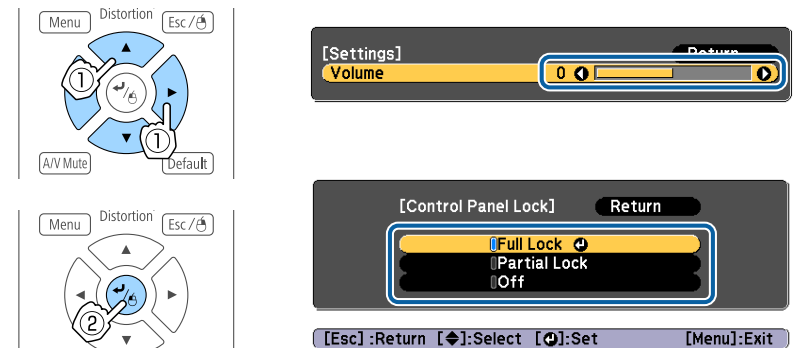 Menu Distortion Esc
1
1
A/V Mute Default
[Settings] Return
Volume 0
Menu Distortion Esc
2
[Control Panel Lock] Return
Full Lock
Partial Lock
Off
[Esc] :Return [◆]:Select [⏎]:Set [Menu]:Exit